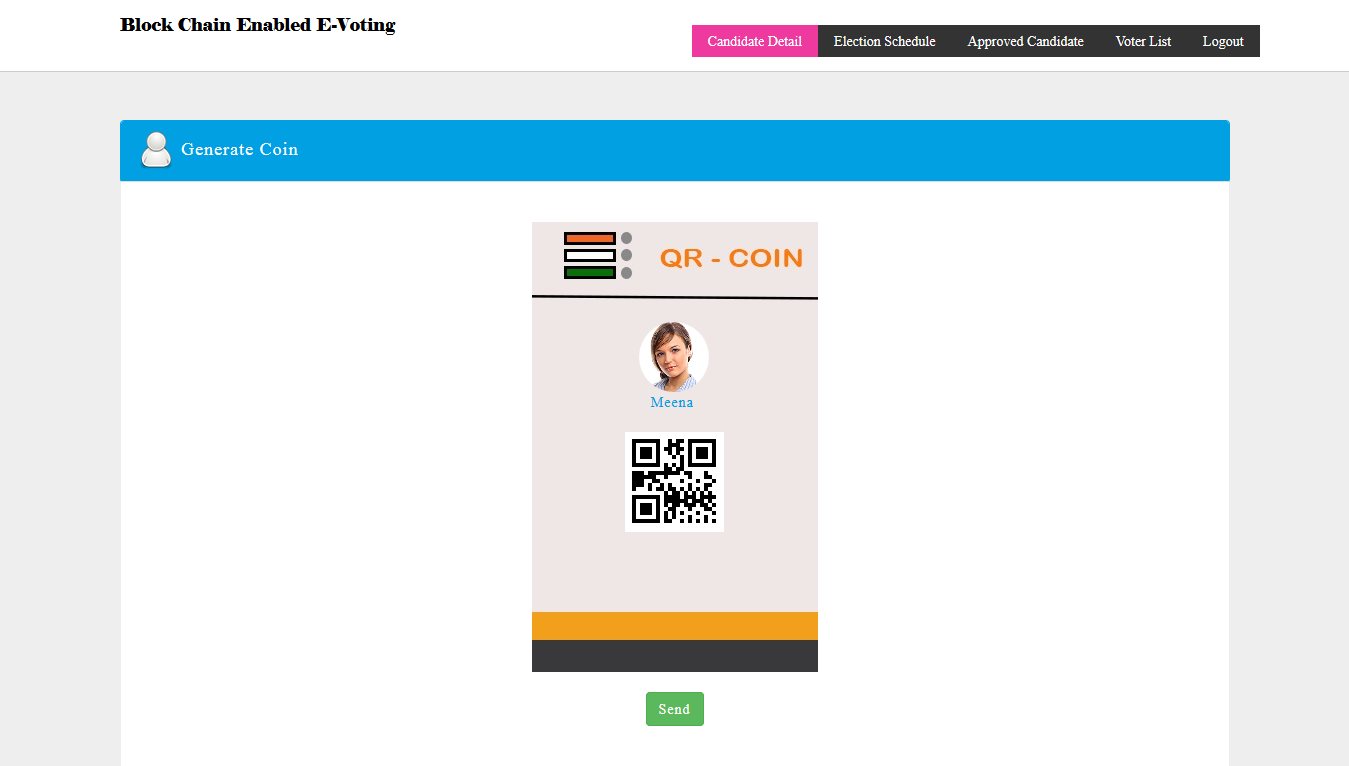 Block Chain Enabled E-Voting
Candidate Detail Election Schedule Approved Candidate Voter List Logout
Generate Coin
QR - COIN
Meena
Send